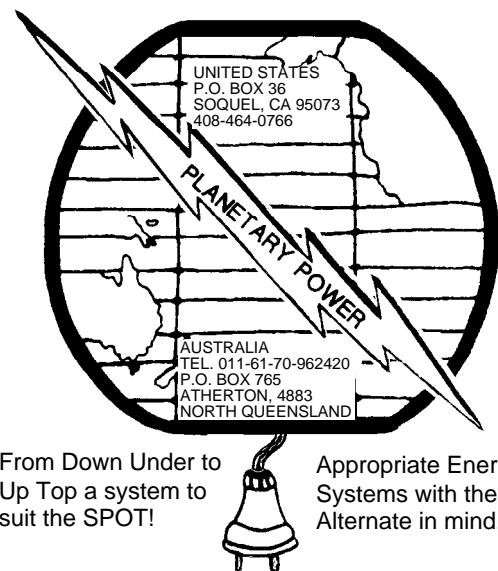 UNITED STATES
P.O. BOX 36
SOQUEL, CA 95073
408-464-0766
PLANETARY POWER
AUSTRALIA
TEL. 011-61-70-962420
P.O. BOX 765
ATHERTON, 4883
NORTH QUEENSLAND
From Down Under to
Up Top a system to
suit the SPOT!
Appropriate Ener
Systems with the
Alternate in mind